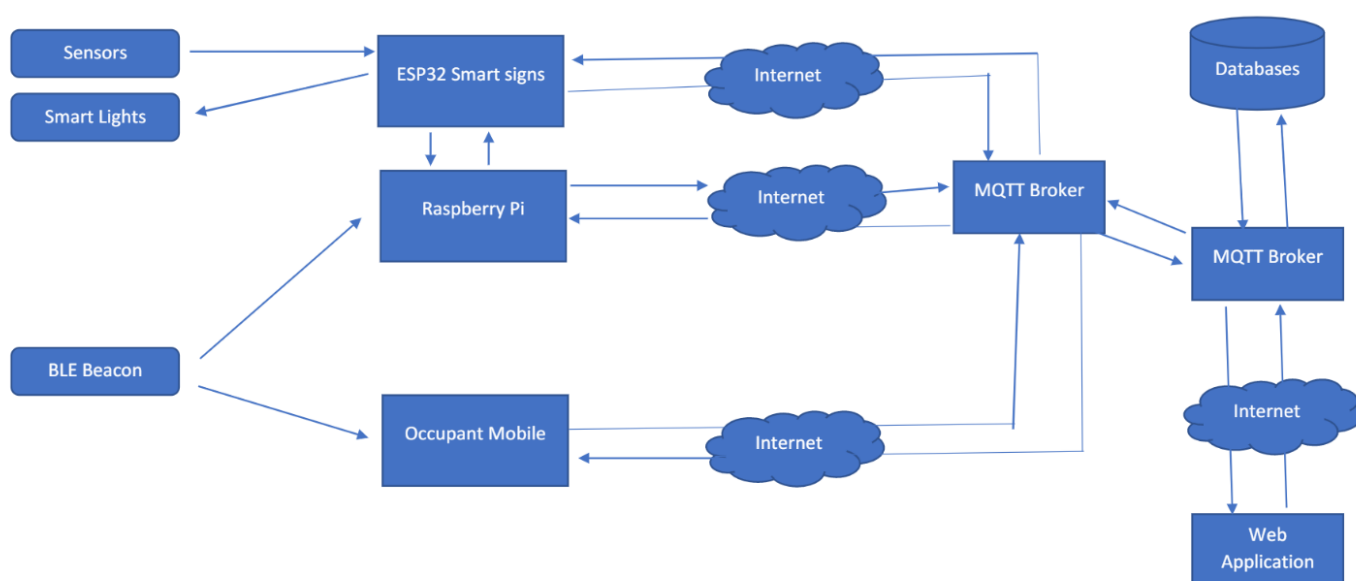 Sensors
ESP32 Smart signs
Internet
Databases
Smart Lights
Raspberry Pi
Internet
MQTT Broker
MQTT Broker
BLE Beacon
Occupant Mobile
Internet
Internet
Web
Application